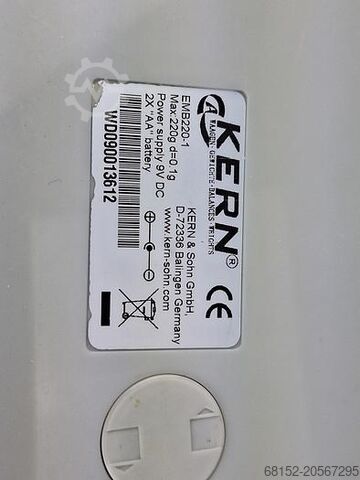 KERN®
WAAGEN·GEWICHTE·BALANCES·WEIGHTS
EMB220-1
Max:220g d=0.1g
Power supply 9V DC
2X "AA" battery
KERN & Sohn GmbH,
D-72336 Balingen Germany
www.kern-sohn.com
CE
WD090013612
68152-20567295